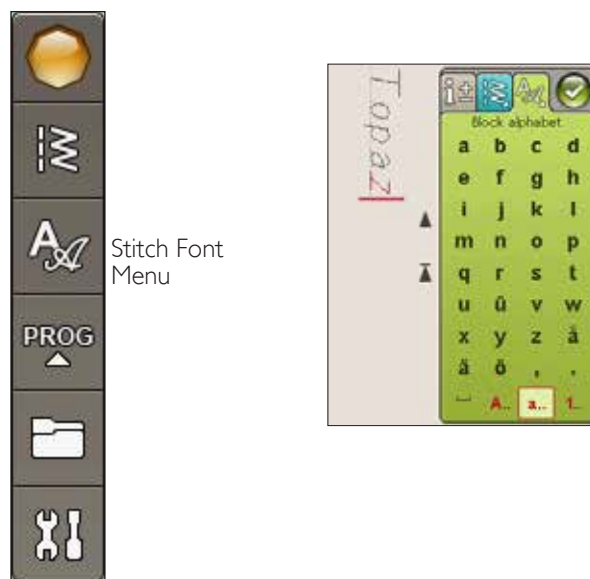 A A
PROG
Stitch Font
Menu
Topaz
i±
A A
Block alphabet
a b c d
e f g h
i j k l
m n o p
q r s t
u û v w
x y z å
ä ö , .
A.. a.. 1..